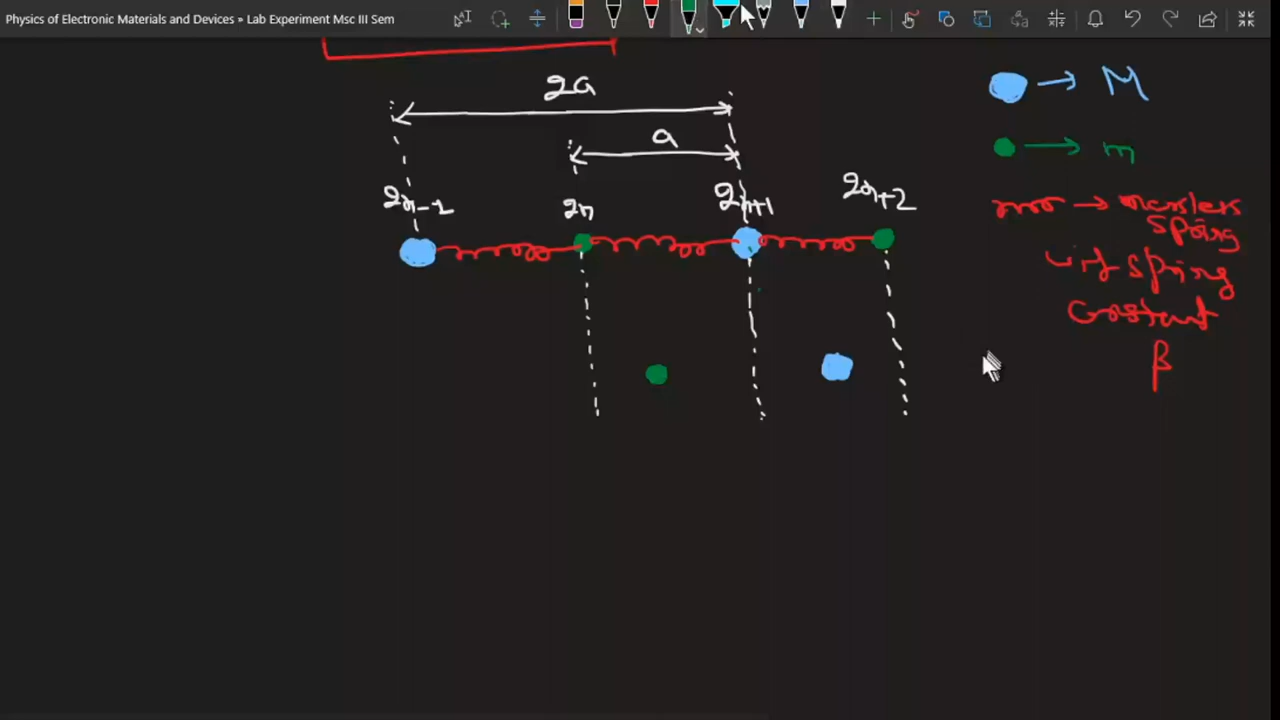 Physics of Electronic Materials and Devices » Lab Experiment Msc III Sem
2a
a
2n-2
2n
2n+1
2n+2
→ M
→ m
→ massless
spring
with spring
constant
β